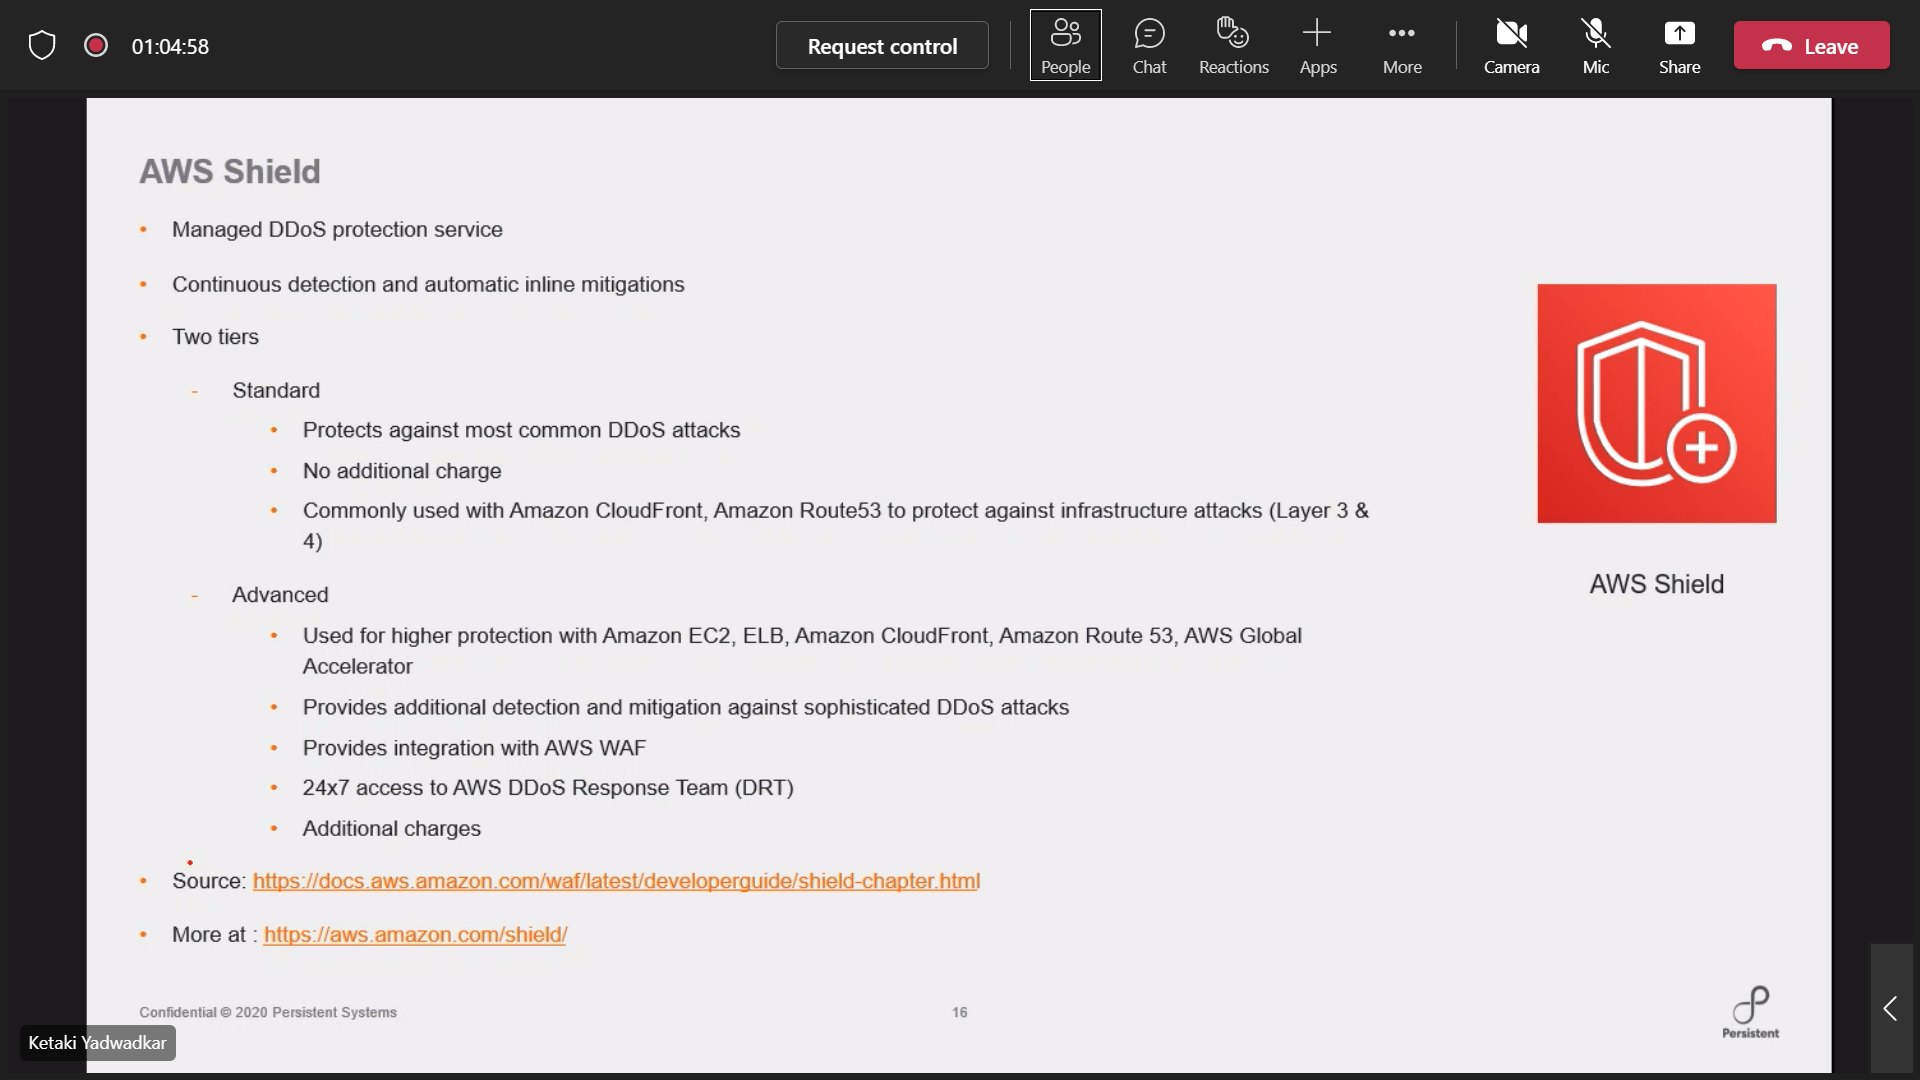 01:04:58
Request control
People
Chat
Reactions
Apps
More
Camera
Mic
Share
Leave
AWS Shield
• Managed DDoS protection service
• Continuous detection and automatic inline mitigations
• Two tiers
- Standard
• Protects against most common DDoS attacks
• No additional charge
• Commonly used with Amazon CloudFront, Amazon Route53 to protect against infrastructure attacks (Layer 3 &
4)
- Advanced
• Used for higher protection with Amazon EC2, ELB, Amazon CloudFront, Amazon Route 53, AWS Global
Accelerator
• Provides additional detection and mitigation against sophisticated DDoS attacks
• Provides integration with AWS WAF
• 24x7 access to AWS DDoS Response Team (DRT)
• Additional charges
• Source: https://docs.aws.amazon.com/waf/latest/developerguide/shield-chapter.html
• More at : https://aws.amazon.com/shield/
AWS Shield
Confidential © 2020 Persistent Systems
16
Persistent
Ketaki Yadwadkar